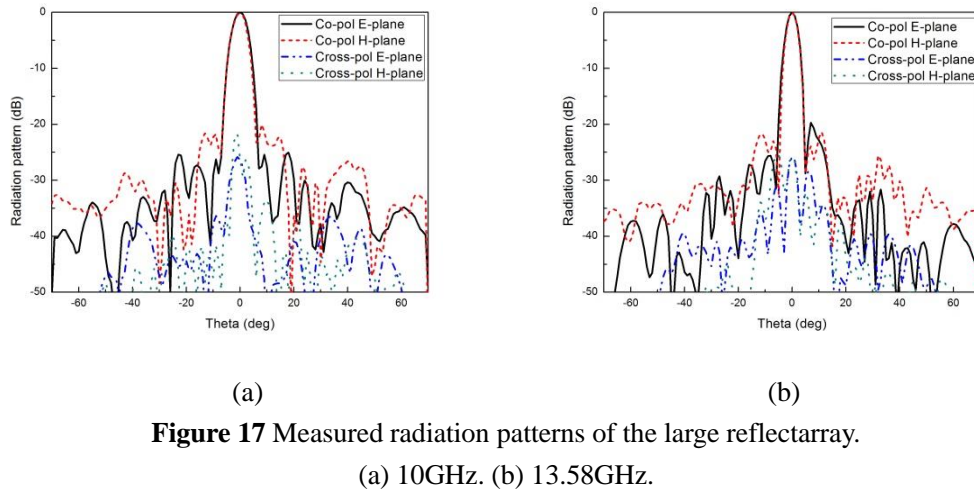 Co-pol E-plane
Co-pol H-plane
Cross-pol E-plane
Cross-pol H-plane
0
-10
-20
-30
-40
-50
Radiation pattern (dB)
-60 -40 -20 0 20 40 60
Theta (deg)
Co-pol E-plane
Co-pol H-plane
Cross-pol E-plane
Cross-pol H-plane
0
-10
-20
-30
-40
-50
Radiation pattern (dB)
-60 -40 -20 0 20 40 60
Theta (deg)
(a) (b)
Figure 17 Measured radiation patterns of the large reflectarray.
(a) 10GHz. (b) 13.58GHz.